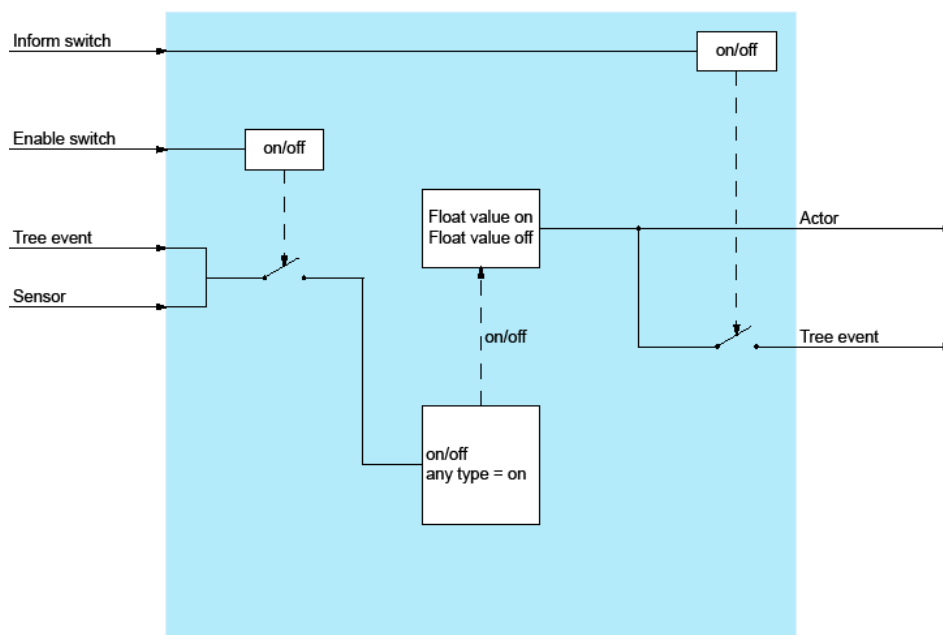 Inform switch
on/off
Enable switch
on/off
Float value on
Float value off
Actor
Tree event
Sensor
on/off
Tree event
on/off
any type = on